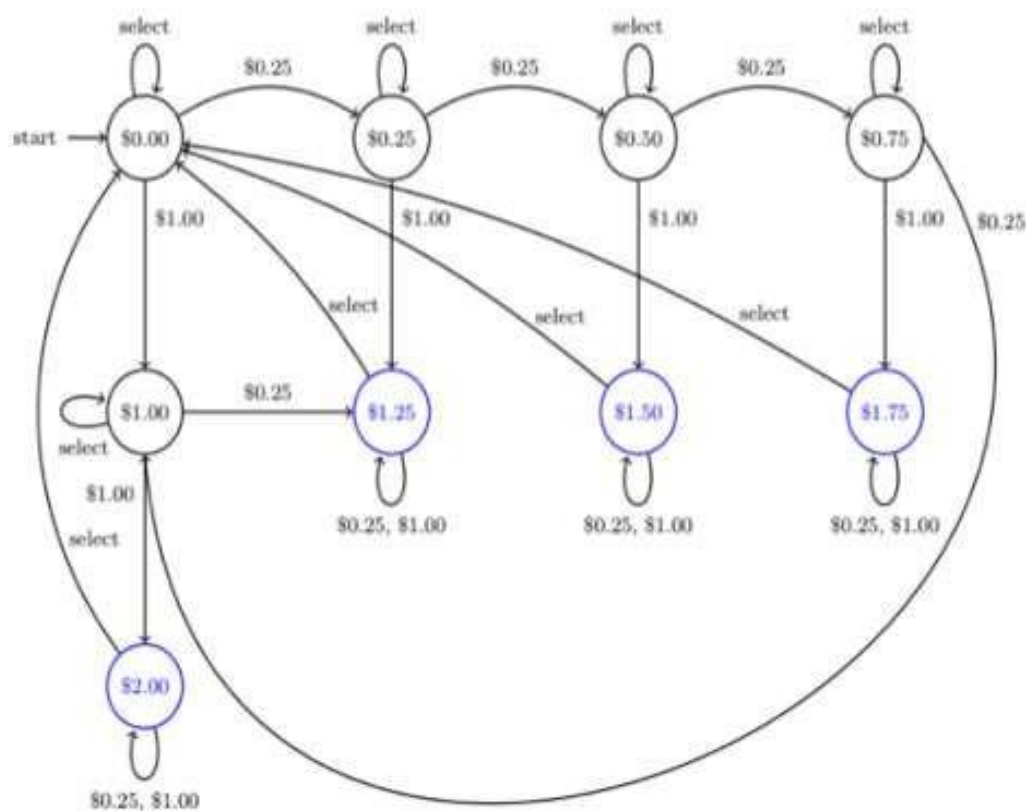 select select select select
$0.25 $0.25 $0.25
start $0.00 $0.25 $0.50 $0.75
$1.00 $1.00 $1.00 $1.00 $0.25
select select select
$0.25
$1.00 $1.25 $1.50 $1.75
select
$1.00
$0.25, $1.00 $0.25, $1.00 $0.25, $1.00
select
$2.00
$0.25, $1.00